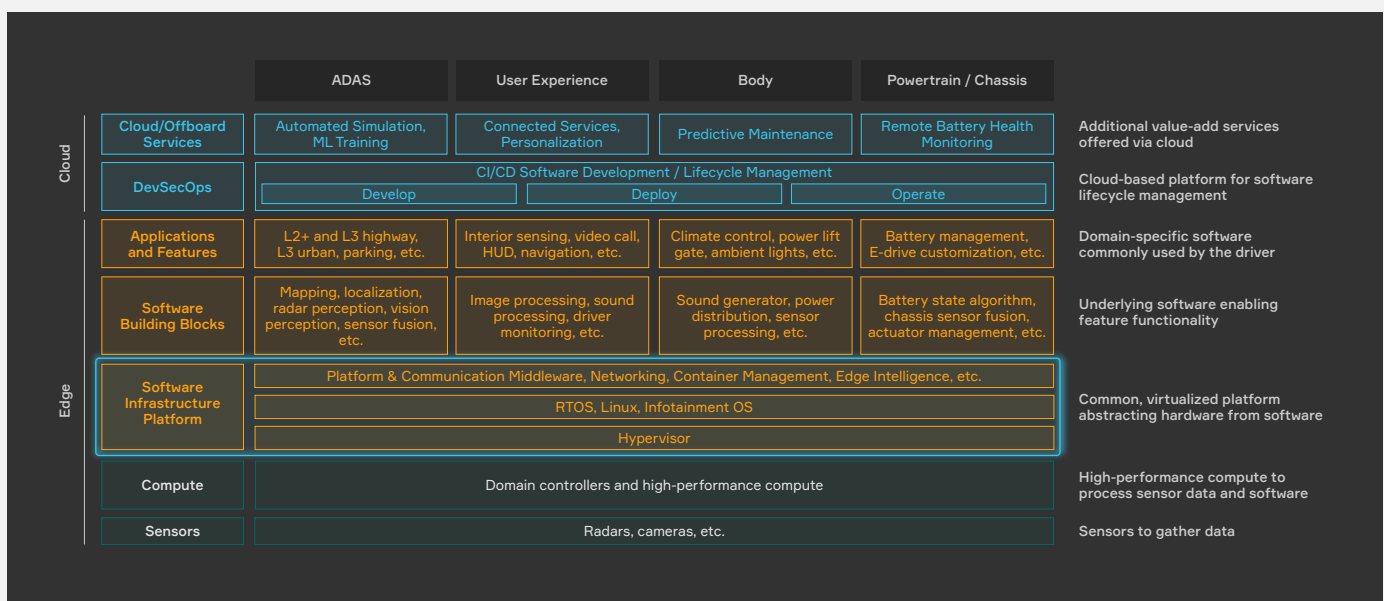 ADAS
User Experience
Body
Powertrain / Chassis
Cloud
Cloud/Offboard
Services
Automated Simulation,
ML Training
Connected Services,
Personalization
Predictive Maintenance
Remote Battery Health
Monitoring
Additional value-add services
offered via cloud
DevSecOps
CI/CD Software Development / Lifecycle Management
Develop
Deploy
Operate
Cloud-based platform for software
lifecycle management
Edge
Applications
and Features
L2+ and L3 highway,
L3 urban, parking, etc.
Interior sensing, video call,
HUD, navigation, etc.
Climate control, power lift
gate, ambient lights, etc.
Battery management,
E-drive customization, etc.
Domain-specific software
commonly used by the driver
Software
Building Blocks
Mapping, localization,
radar perception, vision
perception, sensor fusion,
etc.
Image processing, sound
processing, driver
monitoring, etc.
Sound generator, power
distribution, sensor
processing, etc.
Battery state algorithm,
chassis sensor fusion,
actuator management, etc.
Underlying software enabling
feature functionality
Software
Infrastructure
Platform
Platform & Communication Middleware, Networking, Container Management, Edge Intelligence, etc.
RTOS, Linux, Infotainment OS
Hypervisor
Common, virtualized platform
abstracting hardware from software
Compute
Domain controllers and high-performance compute
High-performance compute to
process sensor data and software
Sensors
Radars, cameras, etc.
Sensors to gather data